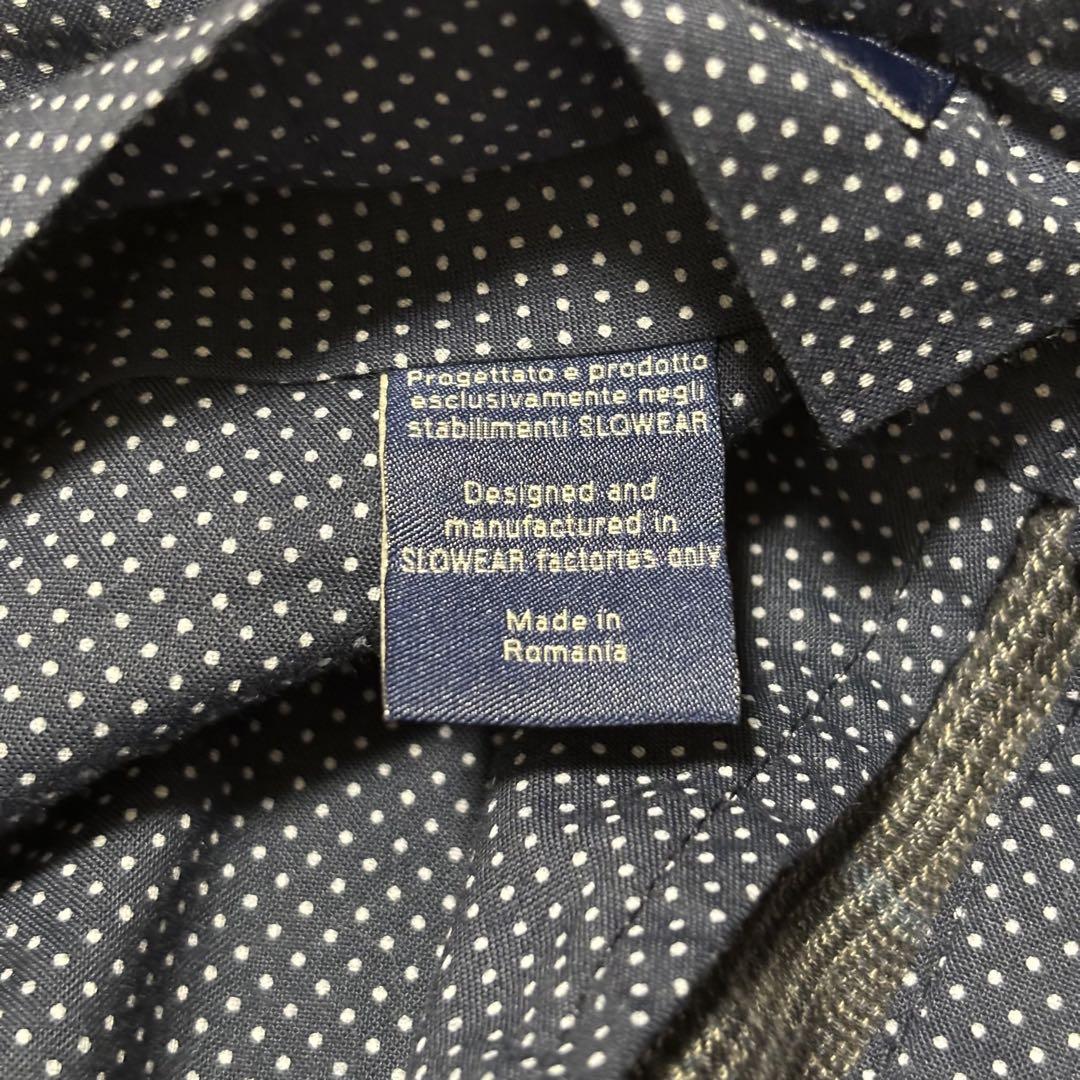 Progettato e prodotto
esclusivamente negli
stabilimenti SLOWEAR
Designed and
manufactured in
SLOWEAR factories only
Made in
Romania